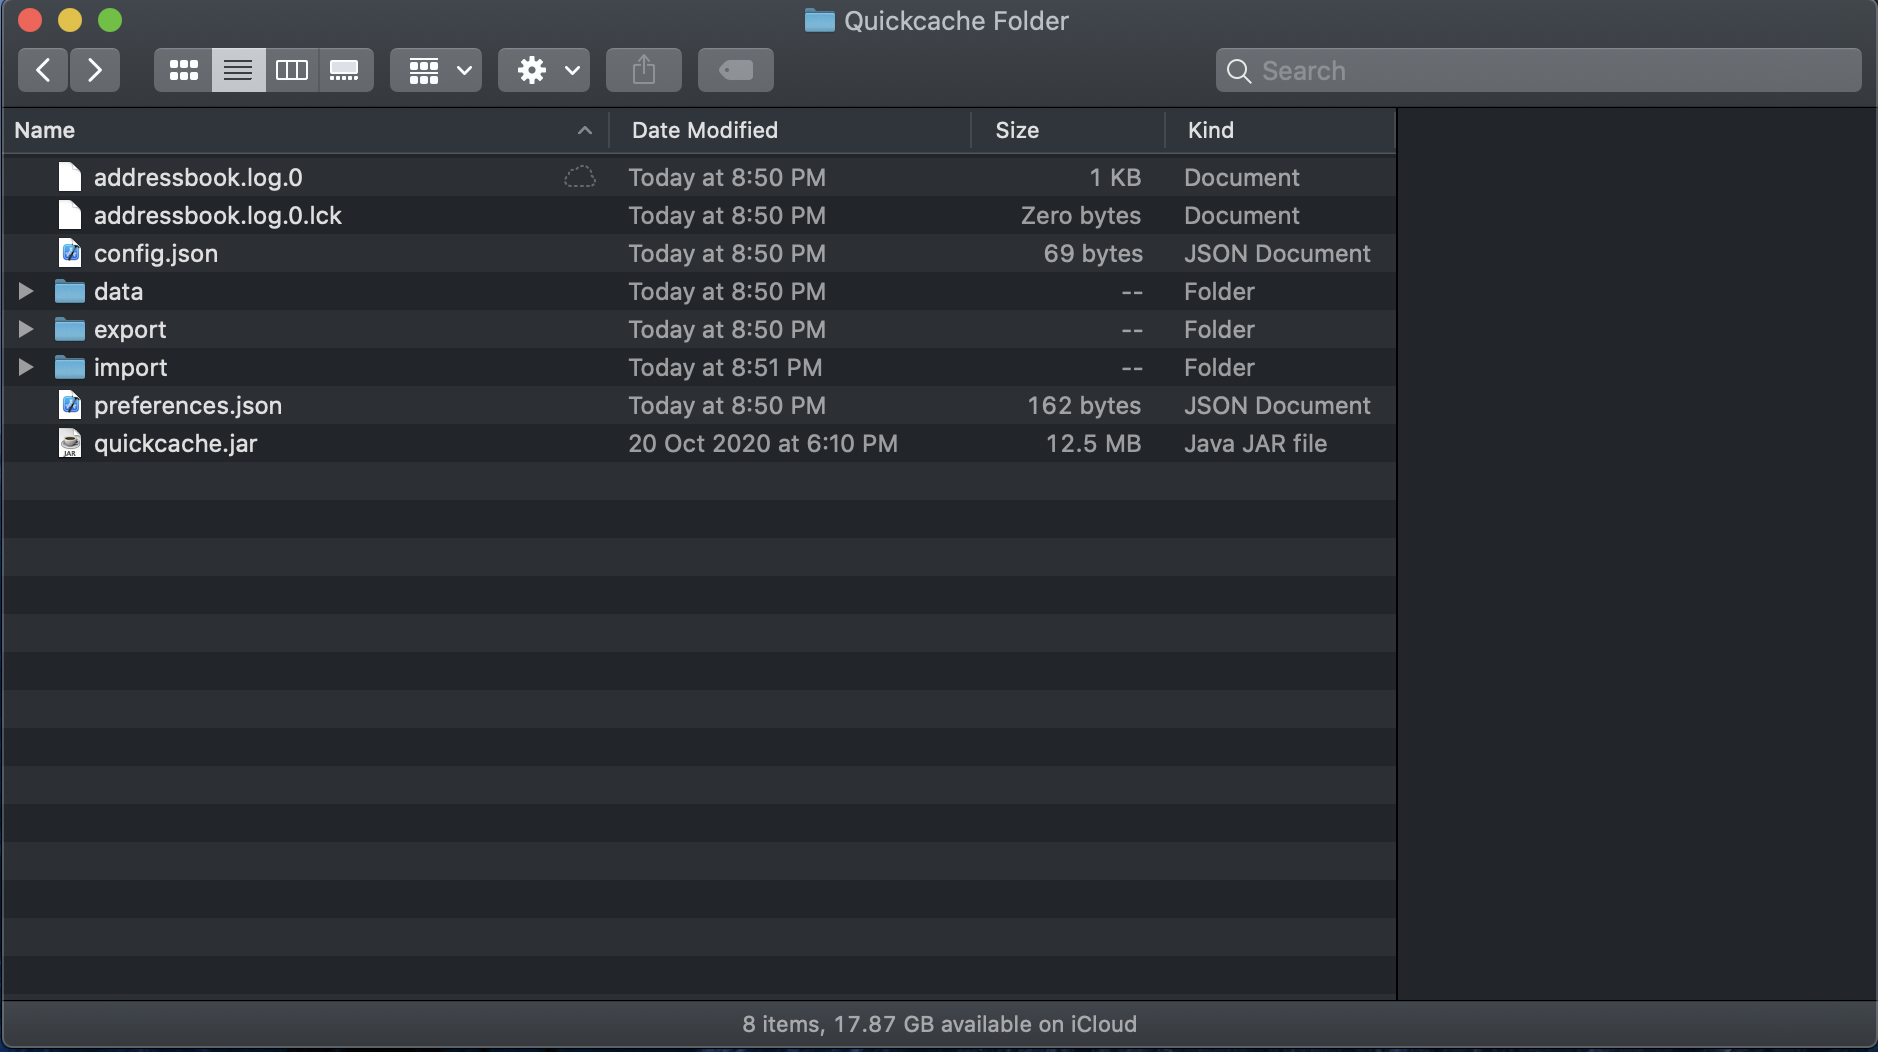 Quickcache Folder
Search
Name Date Modified Size Kind
addressbook.log.0 Today at 8:50 PM 1 KB Document
addressbook.log.0.lck Today at 8:50 PM Zero bytes Document
config.json Today at 8:50 PM 69 bytes JSON Document
data Today at 8:50 PM -- Folder
export Today at 8:50 PM -- Folder
import Today at 8:51 PM -- Folder
preferences.json Today at 8:50 PM 162 bytes JSON Document
JAR quickcache.jar 20 Oct 2020 at 6:10 PM 12.5 MB Java JAR file
8 items, 17.87 GB available on iCloud